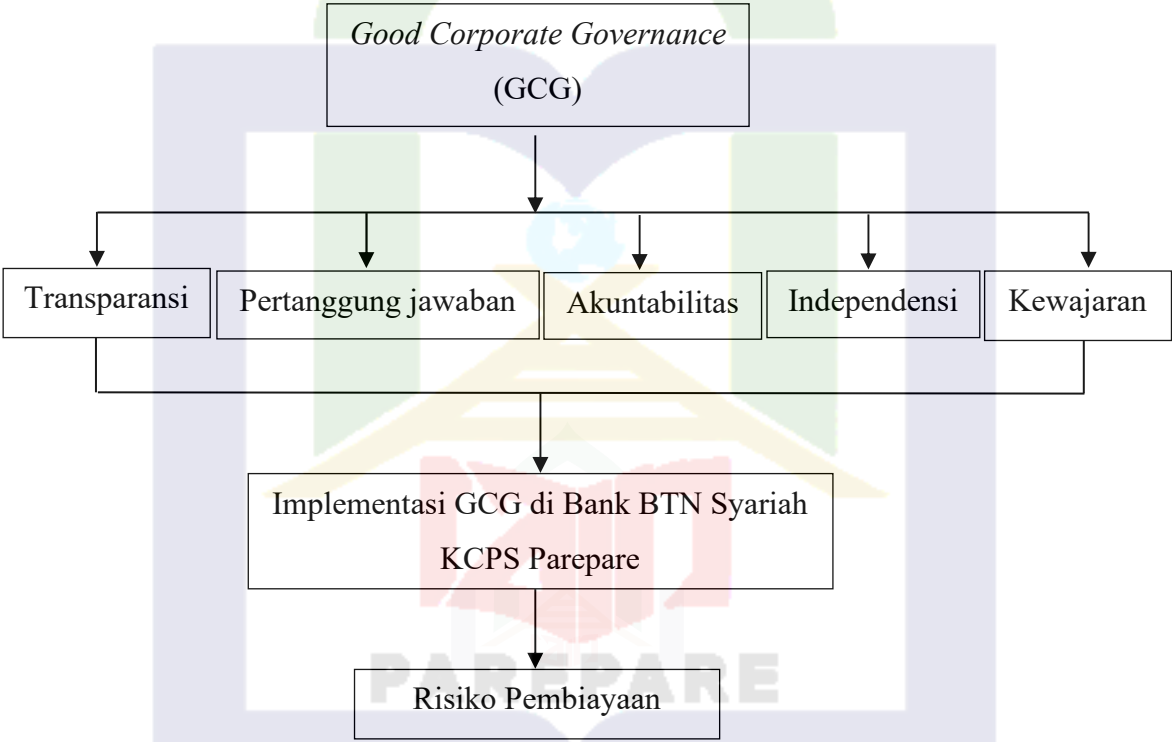 Good Corporate Governance
(GCG)
Transparansi
Pertanggung jawaban
Akuntabilitas
Independensi
Kewajaran
Implementasi GCG di Bank BTN Syariah
KCPS Parepare
PAREPARE
Risiko Pembiayaan